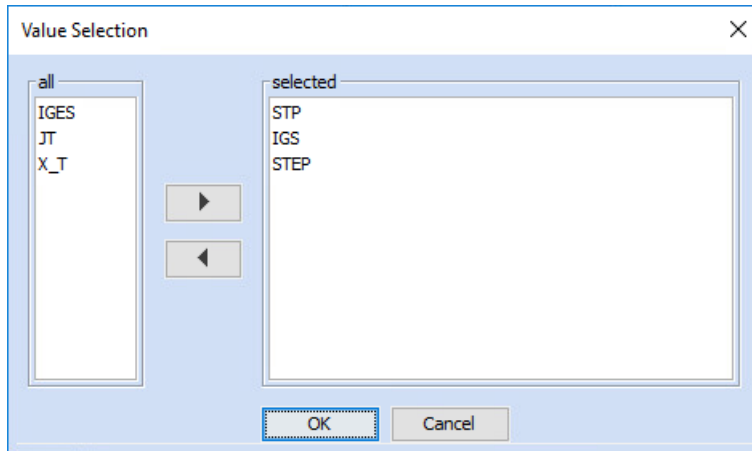 Value Selection
all
IGES
JT
X_T
selected
STP
IGS
STEP
OK
Cancel